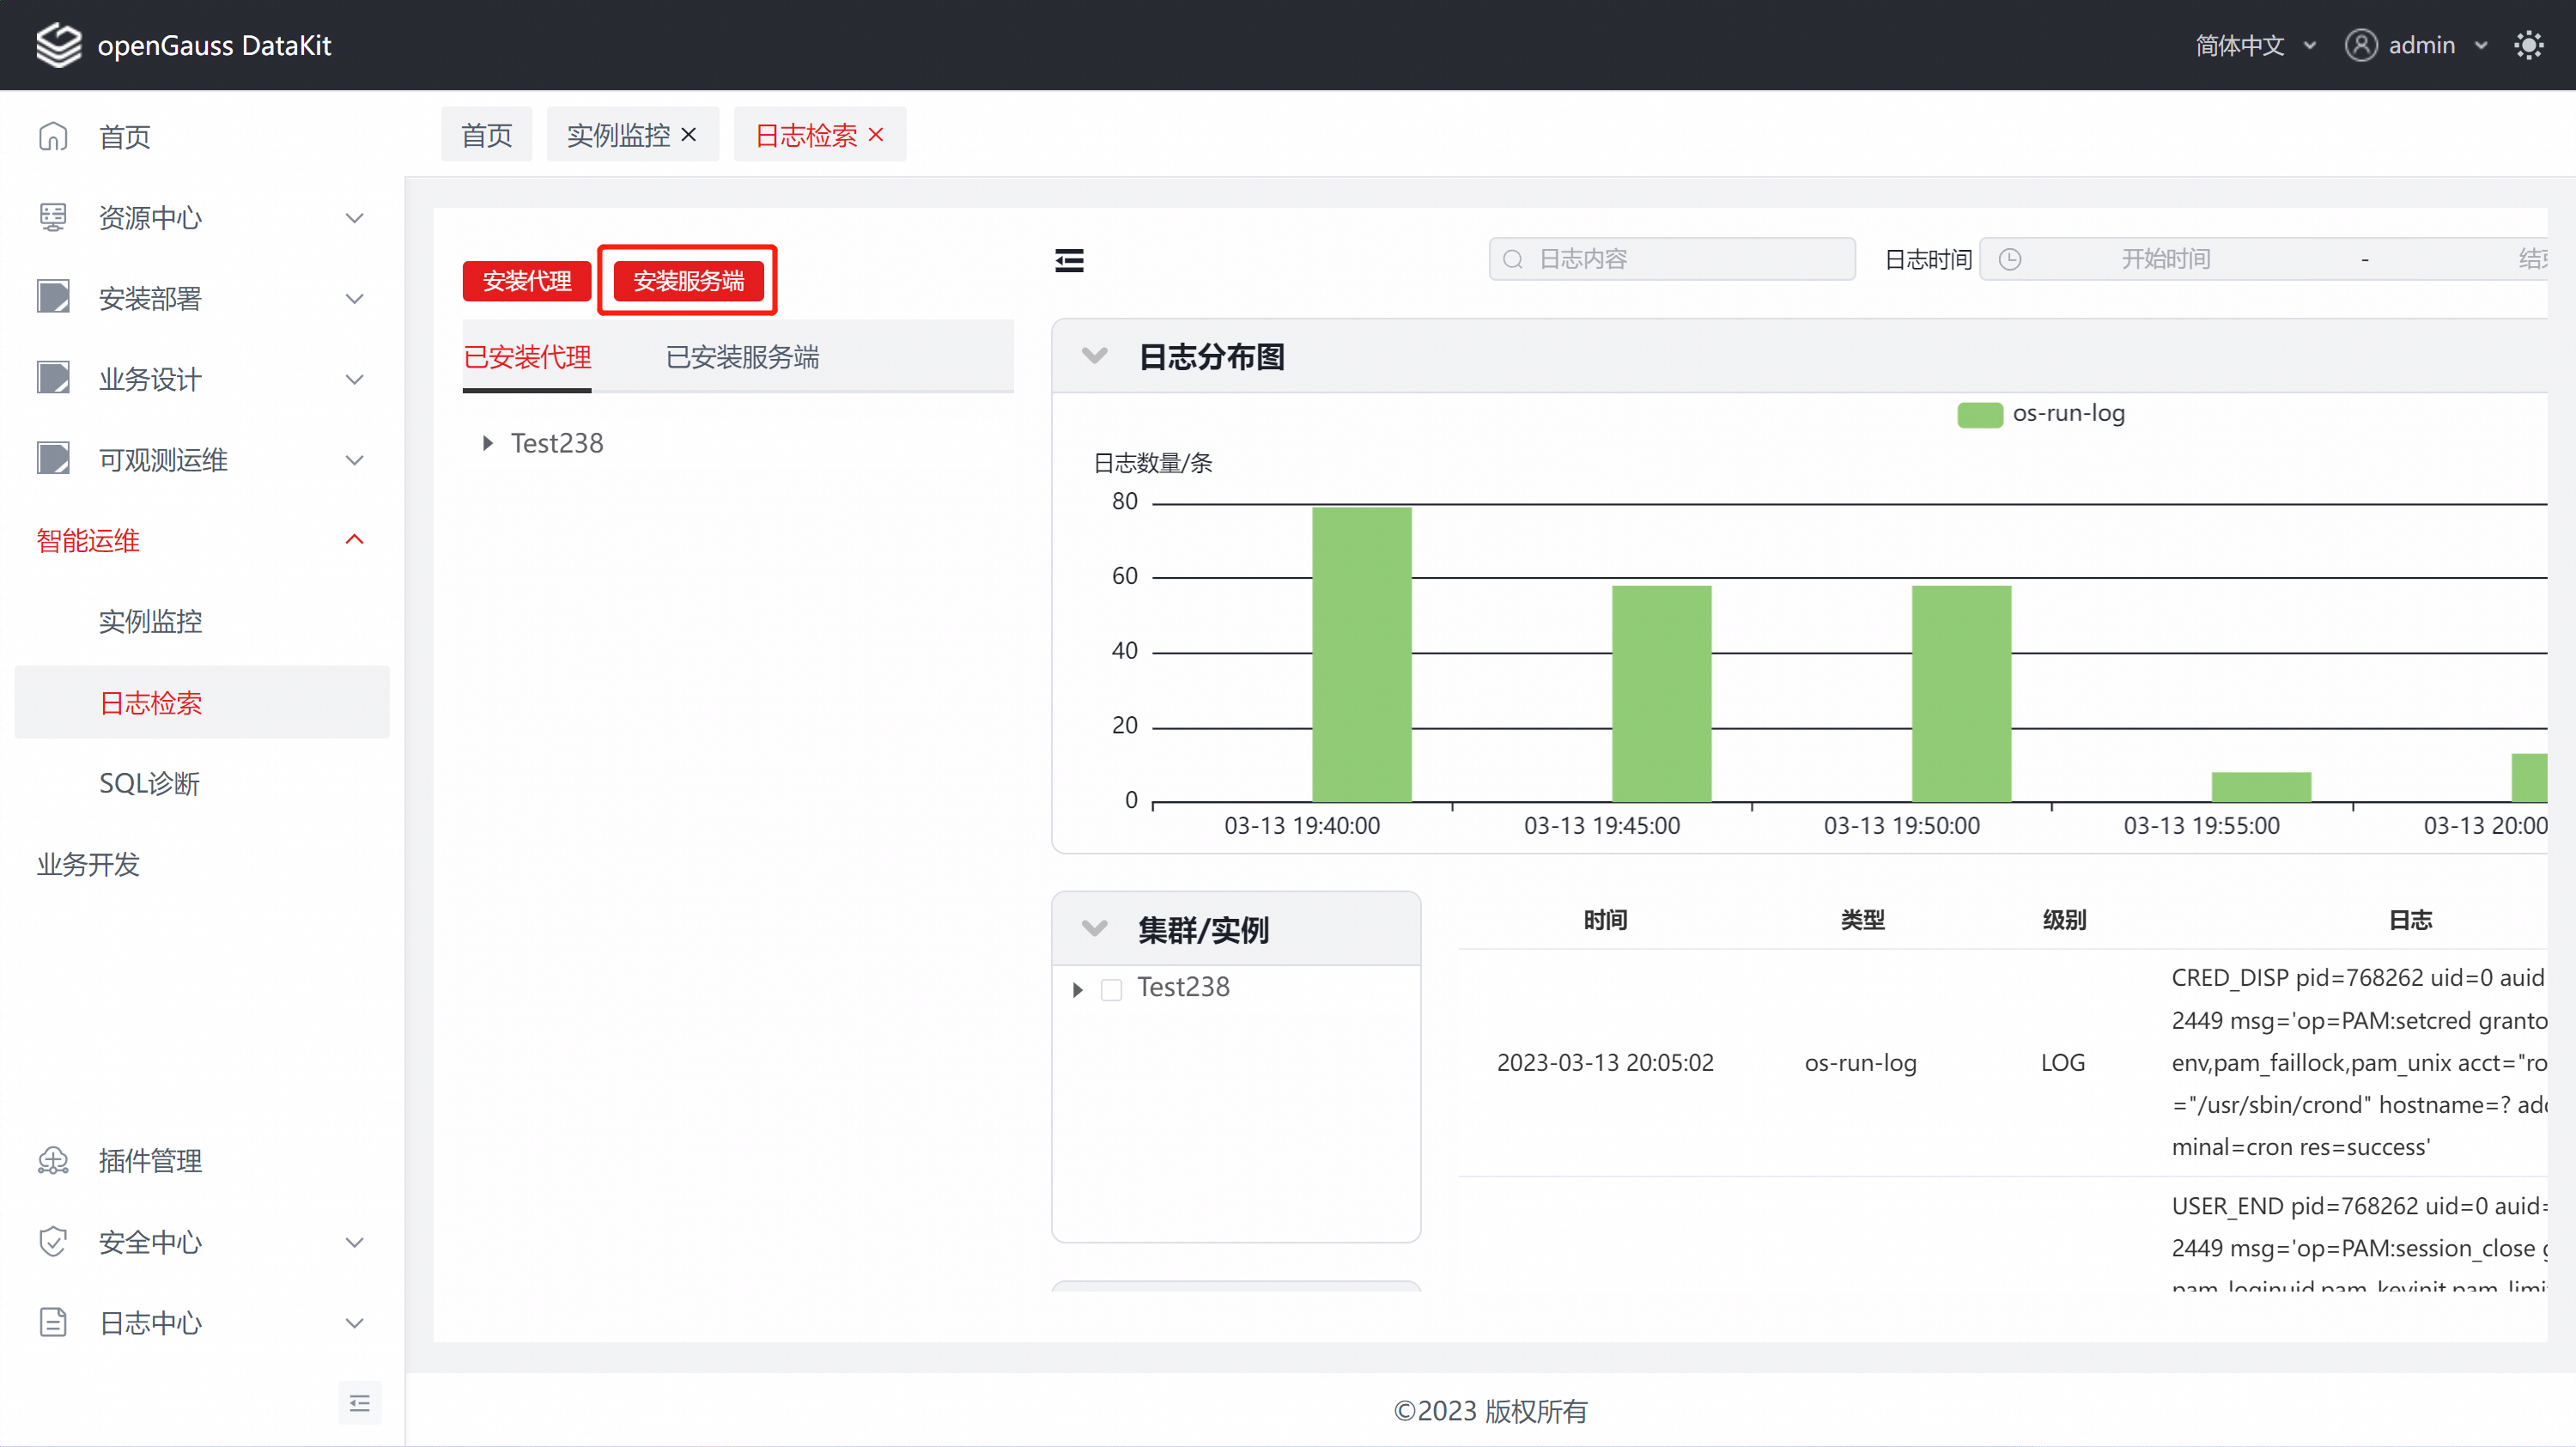 openGauss DataKit
简体中文
admin
首页
资源中心
安装部署
业务设计
可观测运维
智能运维
实例监控
日志检索
SQL诊断
业务开发
插件管理
安全中心
日志中心
首页
实例监控
日志检索
安装代理
安装服务端
已安装代理
已安装服务端
Test238
日志内容
日志时间
开始时间
-
日志分布图
os-run-log
日志数量/条
80
60
40
20
0
03-13 19:40:00
03-13 19:45:00
03-13 19:50:00
03-13 19:55:00
03-13 20:00
集群/实例
Test238
时间 类型 级别 日志
2023-03-13 20:05:02 os-run-log LOG
CRED_DISP pid=768262 uid=0 auid
2449 msg='op=PAM:setcred granto
env,pam_faillock,pam_unix acct="ro
="/usr/sbin/crond" hostname=? add
minal=cron res=success'
USER_END pid=768262 uid=0 auid=
2449 msg='op=PAM:session_close g
pam_loginuid,pam_keyinit,pam_limi
©2023 版权所有